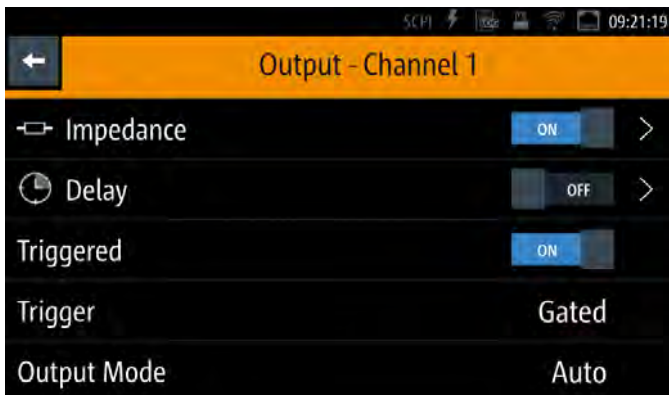 SCPI 09:21:19
Output - Channel 1
Impedance ON
Delay OFF
Triggered ON
Trigger Gated
Output Mode Auto